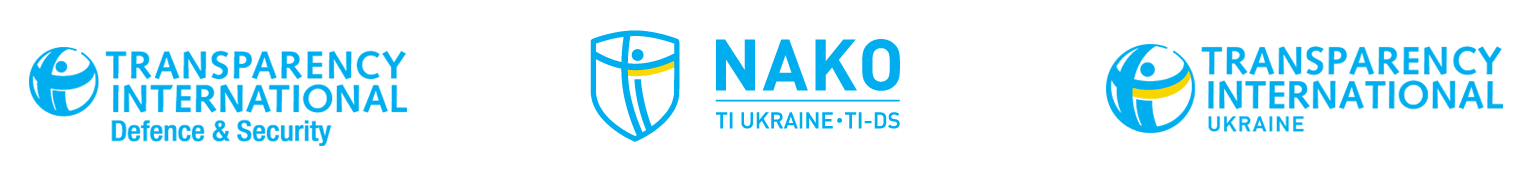 TRANSPARENCY
INTERNATIONAL
Defence & Security
NAKO
TI UKRAINE•TI-DS
TRANSPARENCY
INTERNATIONAL
UKRAINE